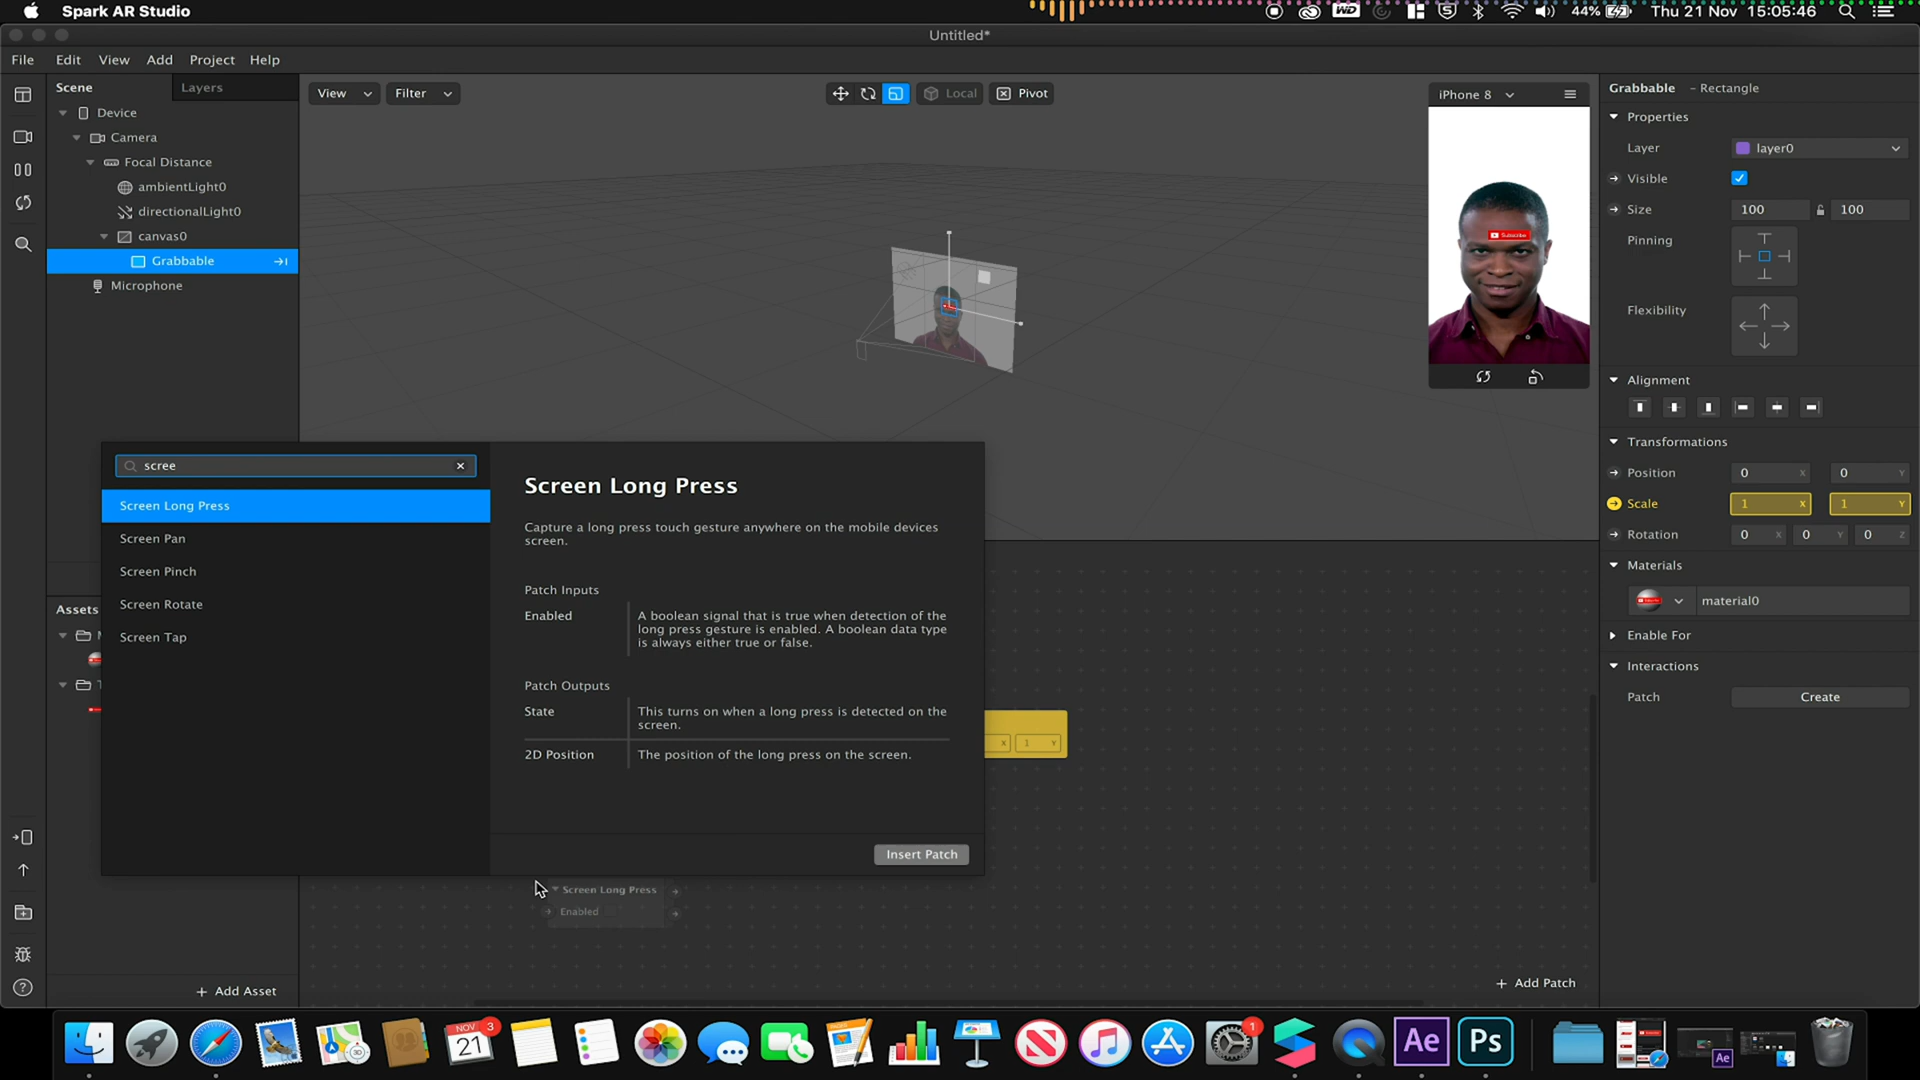 Spark AR Studio
44%
Thu 21 Nov 15:05:46
Untitled*
File Edit View Add Project Help
Scene
Layers
Device
Camera
Focal Distance
ambientLight0
directionalLight0
canvas0
Grabbable
Microphone
View
Filter
Local
Pivot
iPhone 8
Subscribe
Grabbable - Rectangle
Properties
Layer
layer0
Visible
Size
100
100
Pinning
Flexibility
Alignment
Transformations
Position
0 X
0 Y
Scale
1 X
1 Y
Rotation
0 X
0 Y
0 Z
Materials
material0
Enable For
Interactions
Patch
Create
Assets
scree
Screen Long Press
Screen Pan
Screen Pinch
Screen Rotate
Screen Tap
Screen Long Press
Capture a long press touch gesture anywhere on the mobile devices
screen.
Patch Inputs
Enabled
A boolean signal that is true when detection of the
long press gesture is enabled. A boolean data type
is always either true or false.
Patch Outputs
State
This turns on when a long press is detected on the
screen.
2D Position
The position of the long press on the screen.
Insert Patch
X
1 Y
Screen Long Press
Enabled
+ Add Asset
+ Add Patch
NOV
21
3
1
Ae
Ps
Ae